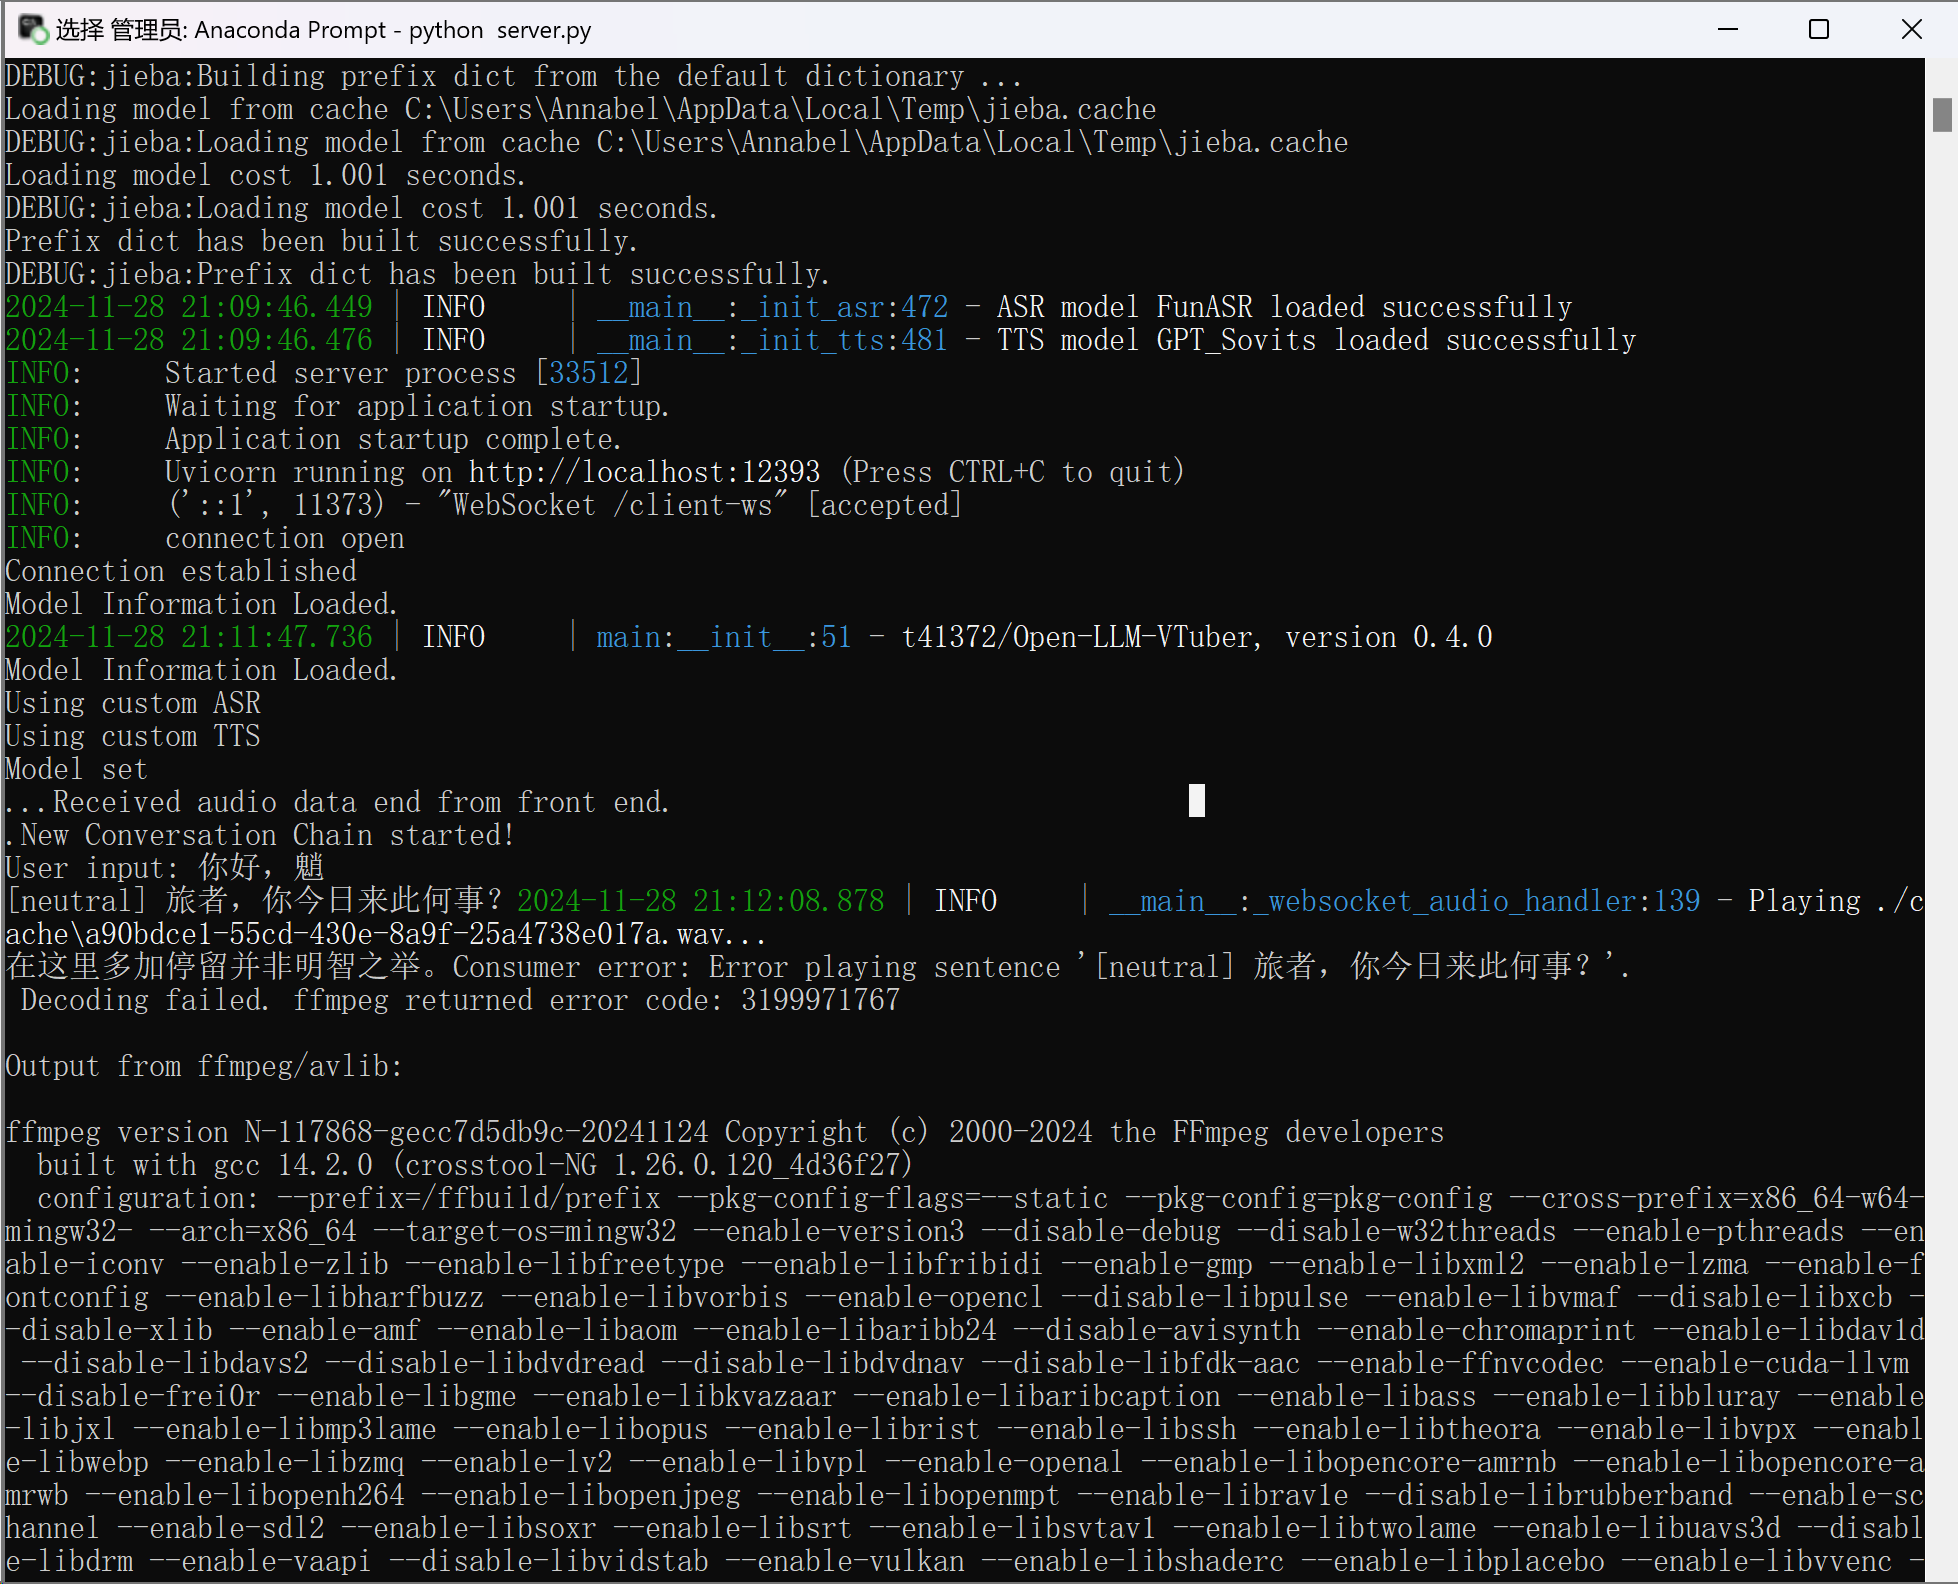 选择 管理员: Anaconda Prompt - python  server.py
DEBUG:jieba:Building prefix dict from the default dictionary ...
Loading model from cache C:\Users\Annabel\AppData\Local\Temp\jieba.cache
DEBUG:jieba:Loading model from cache C:\Users\Annabel\AppData\Local\Temp\jieba.cache
Loading model cost 1.001 seconds.
DEBUG:jieba:Loading model cost 1.001 seconds.
Prefix dict has been built successfully.
DEBUG:jieba:Prefix dict has been built successfully.
2024-11-28 21:09:46.449 | INFO     | __main__:_init_asr:472 - ASR model FunASR loaded successfully
2024-11-28 21:09:46.476 | INFO     | __main__:_init_tts:481 - TTS model GPT_Sovits loaded successfully
INFO:     Started server process [33512]
INFO:     Waiting for application startup.
INFO:     Application startup complete.
INFO:     Uvicorn running on http://localhost:12393 (Press CTRL+C to quit)
INFO:     ('::1', 11373) - "WebSocket /client-ws" [accepted]
INFO:     connection open
Connection established
Model Information Loaded.
2024-11-28 21:11:47.736 | INFO     | main:__init__:51 - t41372/Open-LLM-VTuber, version 0.4.0
Model Information Loaded.
Using custom ASR
Using custom TTS
Model set
...Received audio data end from front end.
.New Conversation Chain started!
User input: 你好，魈
[neutral] 旅者，你今日来此何事？2024-11-28 21:12:08.878 | INFO     | __main__:_websocket_audio_handler:139 - Playing ./c
ache\a90bdce1-55cd-430e-8a9f-25a4738e017a.wav...
在这里多加停留并非明智之举。Consumer error: Error playing sentence '[neutral] 旅者，你今日来此何事？'.
 Decoding failed. ffmpeg returned error code: 3199971767
Output from ffmpeg/avlib:
ffmpeg version N-117868-gecc7d5db9c-20241124 Copyright (c) 2000-2024 the FFmpeg developers
  built with gcc 14.2.0 (crosstool-NG 1.26.0.120_4d36f27)
  configuration: --prefix=/ffbuild/prefix --pkg-config-flags=--static --pkg-config=pkg-config --cross-prefix=x86_64-w64-
mingw32- --arch=x86_64 --target-os=mingw32 --enable-version3 --disable-debug --disable-w32threads --enable-pthreads --en
able-iconv --enable-zlib --enable-libfreetype --enable-libfribidi --enable-gmp --enable-libxml2 --enable-lzma --enable-f
ontconfig --enable-libharfbuzz --enable-libvorbis --enable-opencl --disable-libpulse --enable-libvmaf --disable-libxcb -
-disable-xlib --enable-amf --enable-libaom --enable-libaribb24 --disable-avisynth --enable-chromaprint --enable-libdav1d
 --disable-libdavs2 --disable-libdvdread --disable-libdvdnav --disable-libfdk-aac --enable-ffnvcodec --enable-cuda-llvm
--disable-frei0r --enable-libgme --enable-libkvazaar --enable-libaribcaption --enable-libass --enable-libbluray --enable
-libjxl --enable-libmp3lame --enable-libopus --enable-librist --enable-libssh --enable-libtheora --enable-libvpx --enabl
e-libwebp --enable-libzmq --enable-lv2 --enable-libvpl --enable-openal --enable-libopencore-amrnb --enable-libopencore-a
mrwb --enable-libopenh264 --enable-libopenjpeg --enable-libopenmpt --enable-librav1e --disable-librubberband --enable-sc
hannel --enable-sdl2 --enable-libsoxr --enable-libsrt --enable-libsvtav1 --enable-libtwolame --enable-libuavs3d --disabl
e-libdrm --enable-vaapi --disable-libvidstab --enable-vulkan --enable-libshaderc --enable-libplacebo --enable-libvvenc -